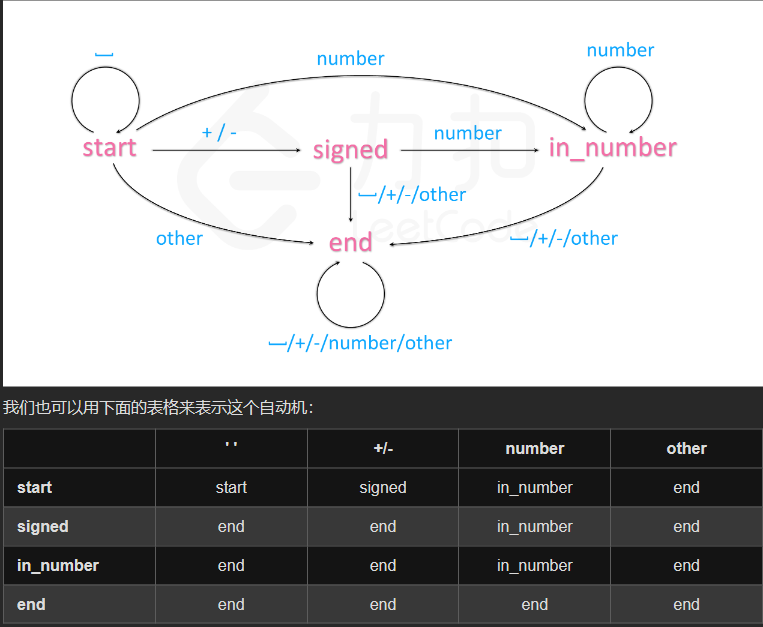 ⎵
number
number
+ / -
number
start
signed
in_number
⎵/+/-/other
other
end
⎵/+/-/other
⎵/+/-/number/other
力扣
LeetCode
我们也可以用下面的表格来表示这个自动机：
' ' +/- number other
start start signed in_number end
signed end end in_number end
in_number end end in_number end
end end end end end